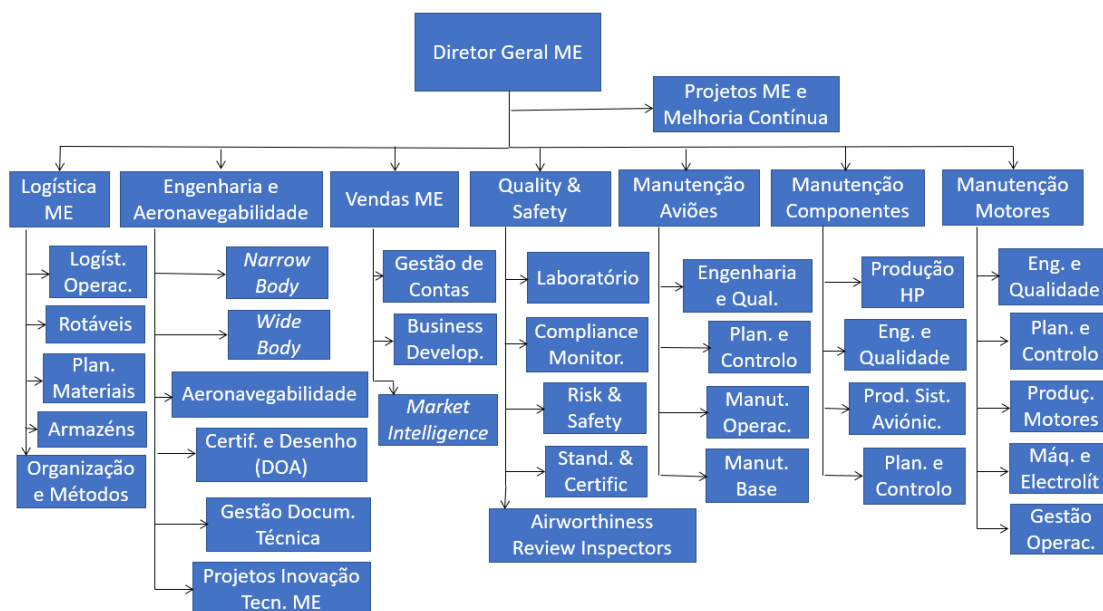 Diretor Geral ME
Projetos ME e
Melhoria Contínua
Logística
ME
Engenharia e
Aeronavegabilidade
Vendas ME
Quality &
Safety
Manutenção
Aviões
Manutenção
Componentes
Manutenção
Motores
Logíst.
Operac.
Rotáveis
Plan.
Materiais
Armazéns
Organização
e Métodos
Narrow
Body
Wide
Body
Aeronavegabilidade
Certif. e Desenho
(DOA)
Gestão Docum.
Técnica
Projetos Inovação
Tecn. ME
Gestão de
Contas
Business
Develop.
Market
Intelligence
Laboratório
Compliance
Monitor.
Risk &
Safety
Stand. &
Certific
Airworthiness
Review Inspectors
Engenharia
e Qual.
Plan. e
Controlo
Manut.
Operac.
Manut.
Base
Produção
HP
Eng. e
Qualidade
Prod. Sist.
Aviónic.
Plan. e
Controlo
Eng. e
Qualidade
Plan. e
Controlo
Produç.
Motores
Máq. e
Electrolít
Gestão
Operac.